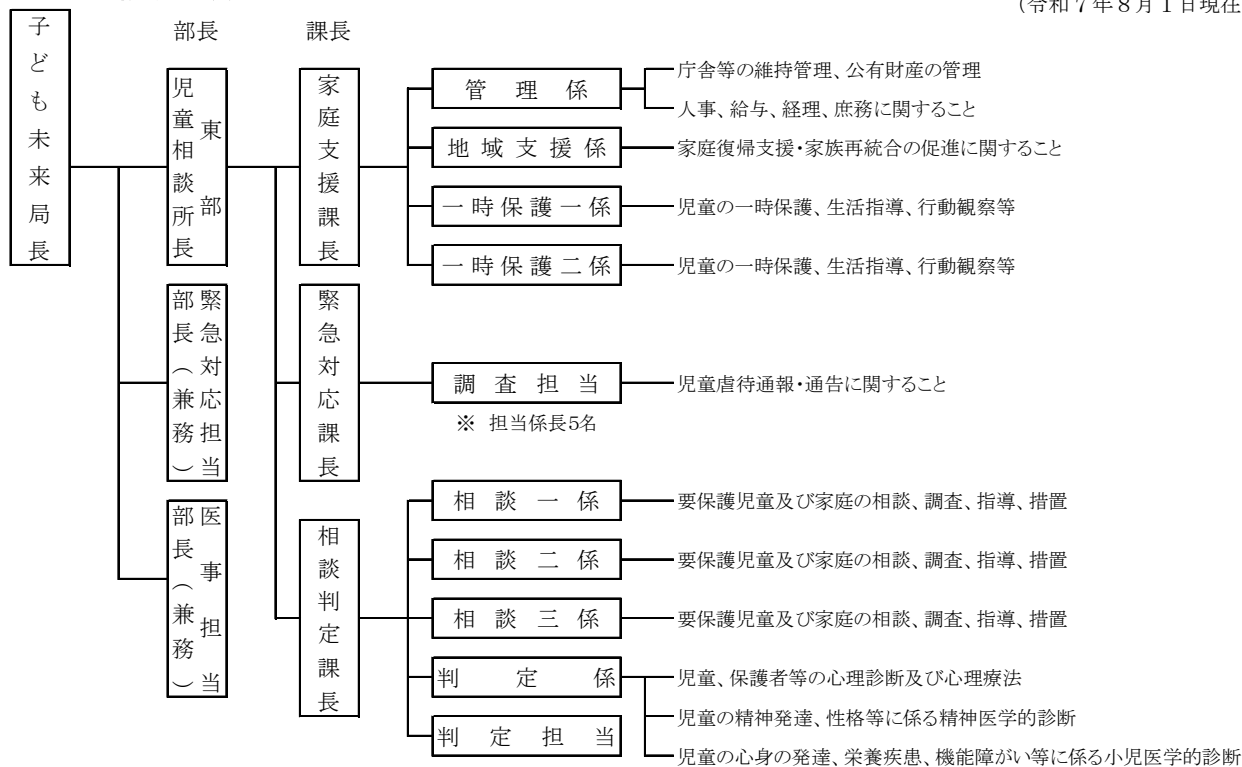 (令和７年８月１日現在
部長
課長
子ども未来局長
東部児童相談所長
緊急対応担当部長(兼務)
医事担当部長(兼務)
家庭支援課長
管理係
庁舎等の維持管理、公有財産の管理
人事、給与、経理、庶務に関すること
地域支援係
家庭復帰支援・家族再統合の促進に関すること
一時保護一係
児童の一時保護、生活指導、行動観察等
一時保護二係
児童の一時保護、生活指導、行動観察等
緊急対応課長
調査担当
児童虐待通報・通告に関すること
※ 担当係長5名
相談判定課長
相談一係
要保護児童及び家庭の相談、調査、指導、措置
相談二係
要保護児童及び家庭の相談、調査、指導、措置
相談三係
要保護児童及び家庭の相談、調査、指導、措置
判定係
児童、保護者等の心理診断及び心理療法
児童の精神発達、性格等に係る精神医学的診断
判定担当
児童の心身の発達、栄養疾患、機能障がい等に係る小児医学的診断